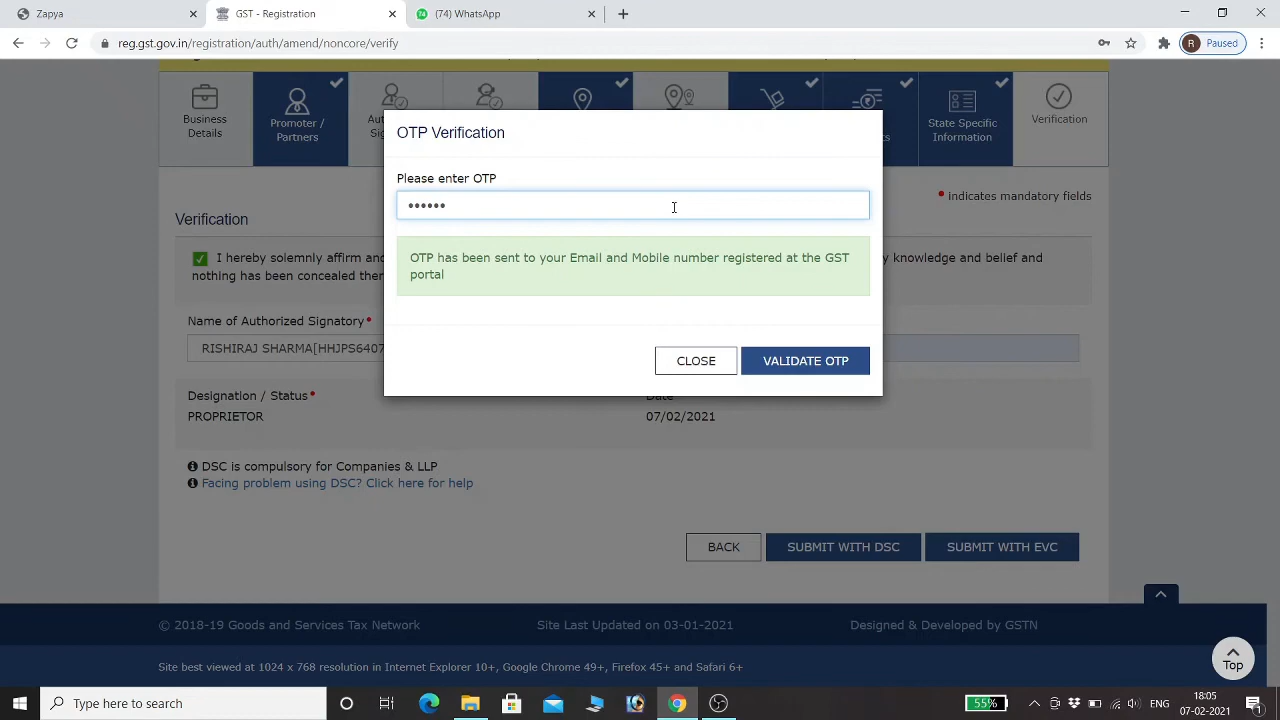 Zapya
GST - Registration
(74) WhatsApp
reg.gst.gov.in/registration/auth/amend/noncore/verify
R
Paused
Business
Details
Promoter /
Partners
State Specific
Information
Verification
OTP Verification
Please enter OTP
••••••
OTP has been sent to your Email and Mobile number registered at the GST
portal
CLOSE
VALIDATE OTP
• Indicates mandatory fields
Verification
I hereby solemnly affirm and
knowledge and belief and
nothing has been concealed
Name of Authorized Signatory•
RISHIRAJ SHARMA[HHJPS6407
Designation / Status•
PROPRIETOR
07/02/2021
DSC is compulsory for Companies & LLP
Facing problem using DSC? Click here for help
BACK
SUBMIT WITH DSC
SUBMIT WITH EVC
© 2018-19 Goods and Services Tax Network
Site Last Updated on 03-01-2021
Designed & Developed by GSTN
Site best viewed at 1024 x 768 resolution in Internet Explorer 10+, Google Chrome 49+, Firefox 45+ and Safari 6+
Top
Type here to search
55%
ENG
18:05
07-02-2021